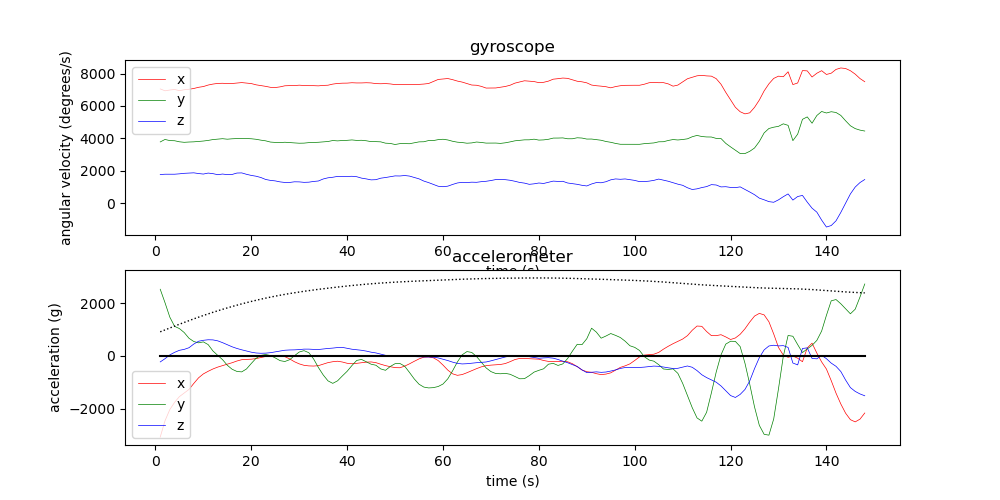 gyroscope
angular velocity (degrees/s)
8000
6000
4000
2000
0
x
y
z
0 20 40 60 80 100 120 140
time (s)
accelerometer
acceleration (g)
2000
0
−2000
x
y
z
0 20 40 60 80 100 120 140
time (s)